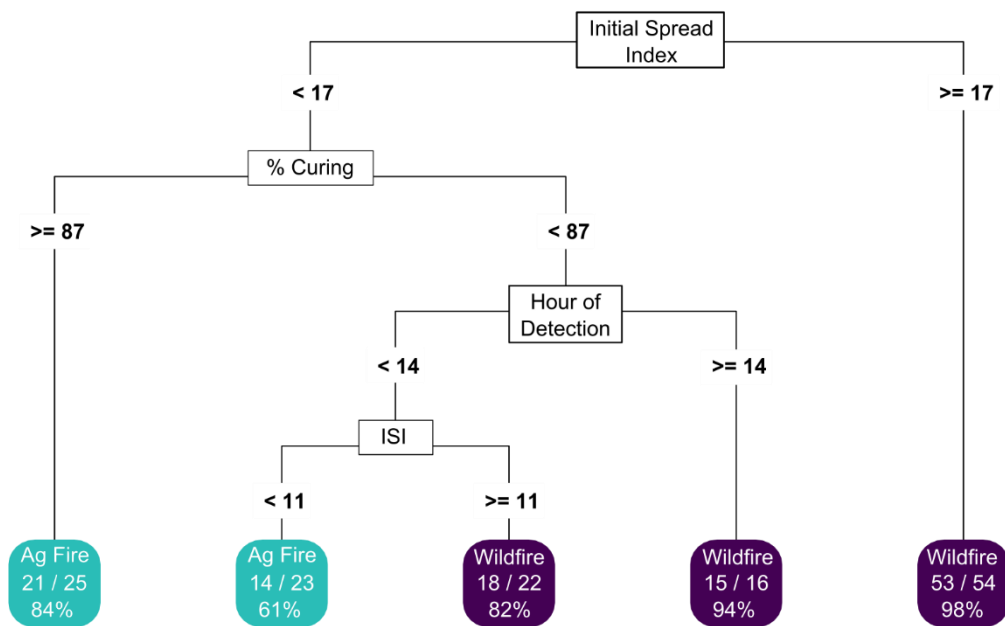 Initial Spread
Index
< 17
>= 17
% Curing
>= 87
< 87
Hour of
Detection
< 14
>= 14
ISI
< 11
>= 11
Ag Fire
21 / 25
84%
Ag Fire
14 / 23
61%
Wildfire
18 / 22
82%
Wildfire
15 / 16
94%
Wildfire
53 / 54
98%